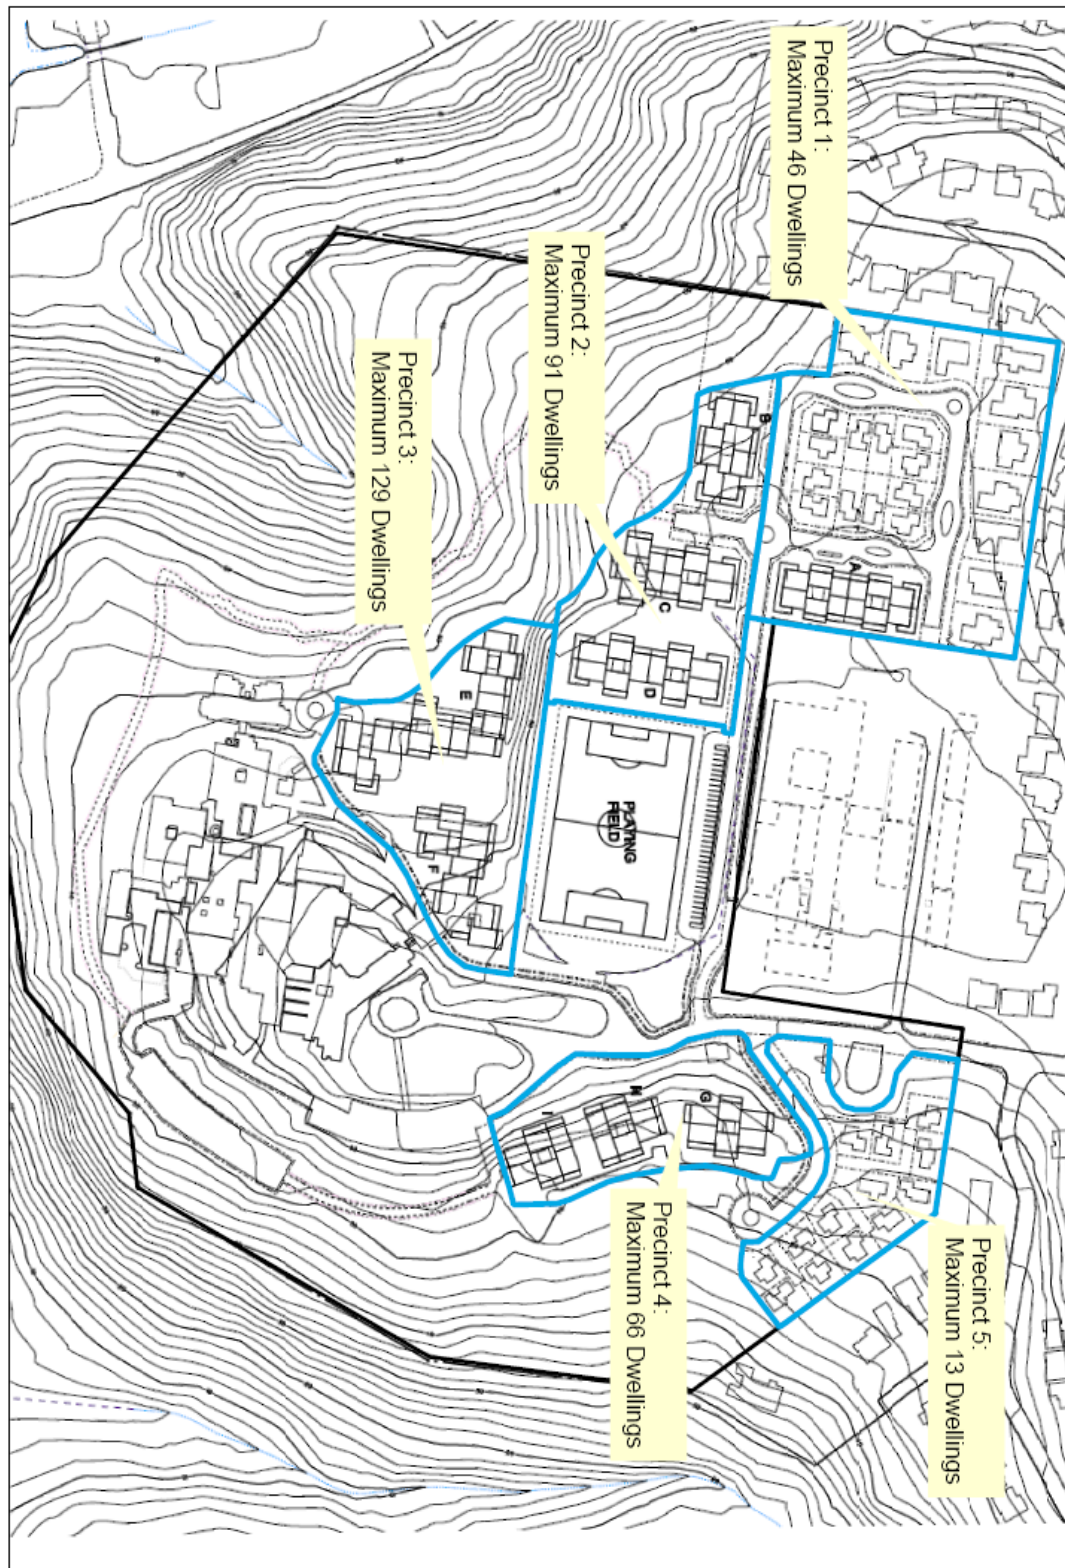 Precinct 1:
Maximum 46 Dwellings
Precinct 2:
Maximum 91 Dwellings
Precinct 3:
Maximum 129 Dwellings
Precinct 4:
Maximum 66 Dwellings
Precinct 5:
Maximum 13 Dwellings
A
B
C
D
E
F
G
H
I
PLAYING
FIELD